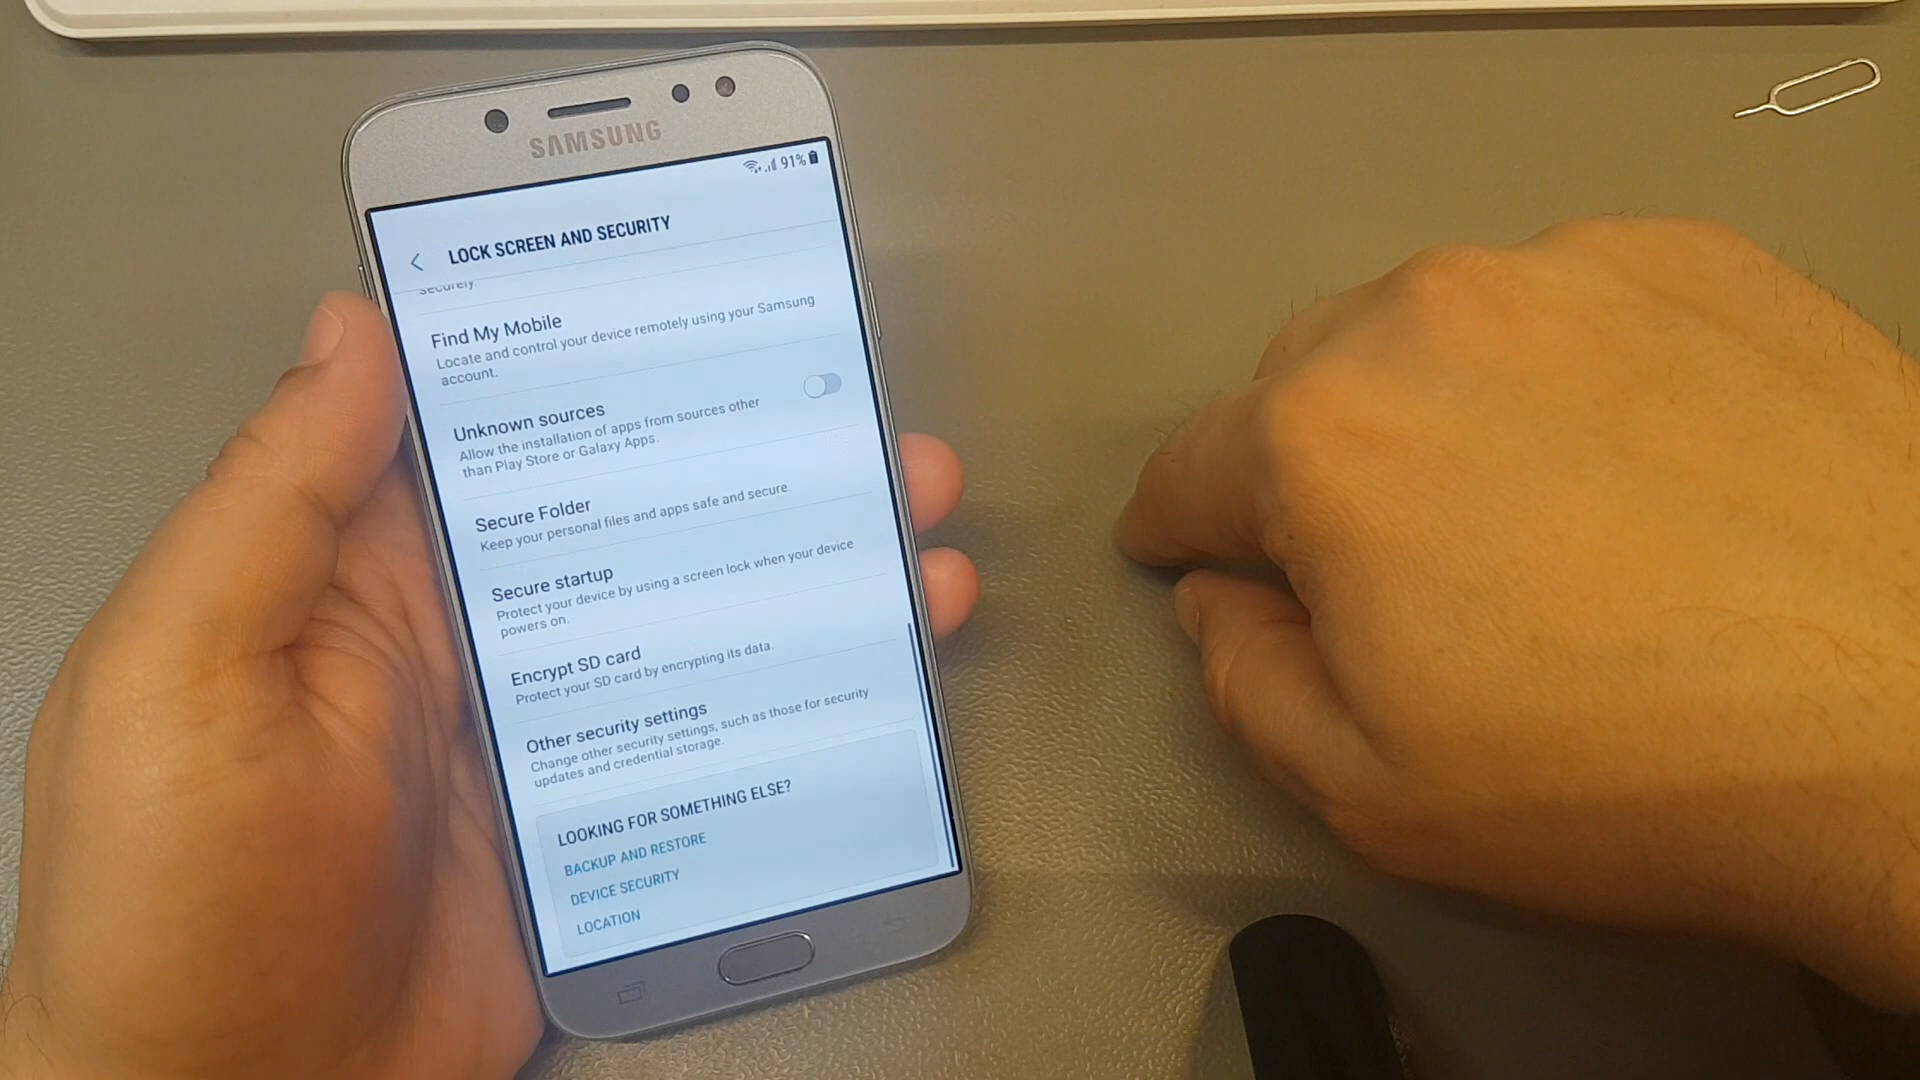 SAMSUNG
91%
LOCK SCREEN AND SECURITY
securely.
Find My Mobile
Locate and control your device remotely using your Samsung
account.
Unknown sources
Allow the installation of apps from sources other
than Play Store or Galaxy Apps.
Secure Folder
Keep your personal files and apps safe and secure.
Secure startup
Protect your device by using a screen lock when your device
powers on.
Encrypt SD card
Protect your SD card by encrypting its data.
Other security settings
Change other security settings, such as those for security
updates and credential storage.
LOOKING FOR SOMETHING ELSE?
BACKUP AND RESTORE
DEVICE SECURITY
LOCATION